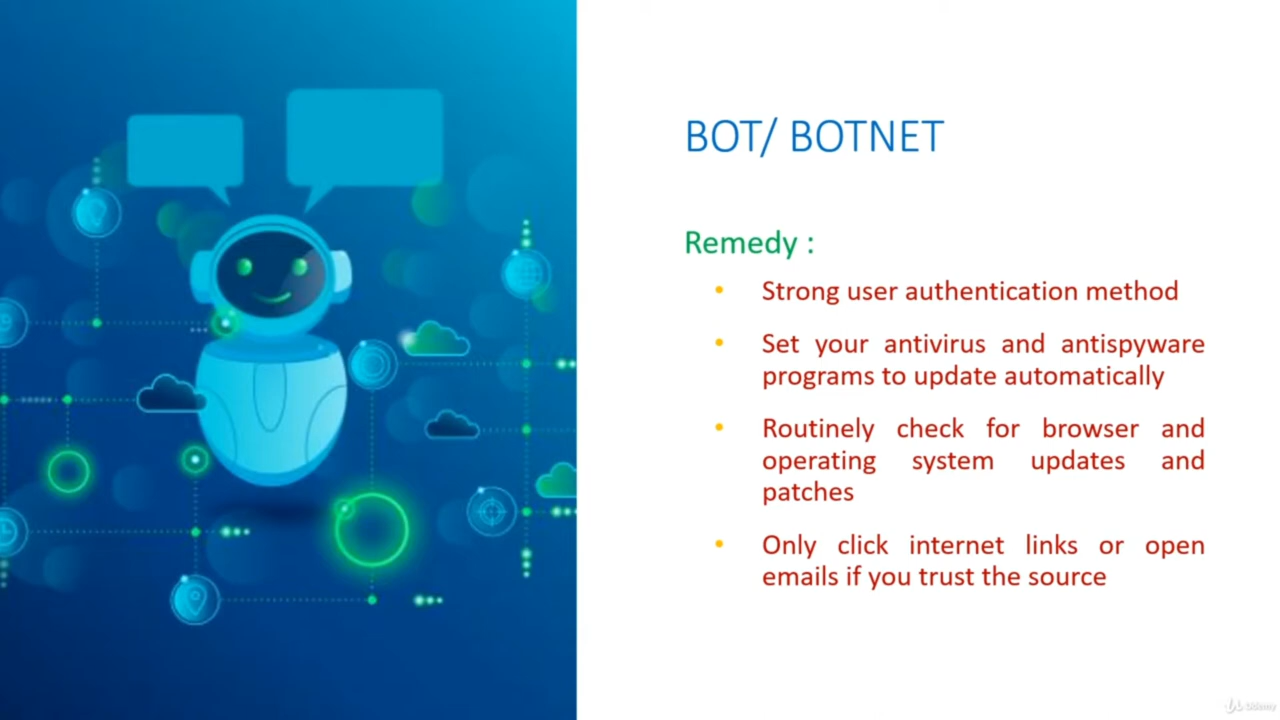 BOT/ BOTNET
Remedy :
• Strong user authentication method
• Set your antivirus and antispyware
programs to update automatically
• Routinely check for browser and
operating system updates and
patches
• Only click internet links or open
emails if you trust the source
Udemy